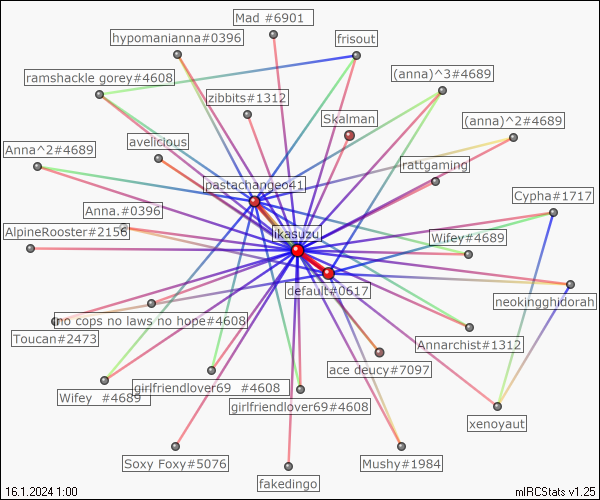 Mad #6901
hypomanianna#0396
frisout
ramshackle gorey#4608
(anna)^3#4689
zibbits#1312
Skalman
(anna)^2#4689
avelicious
Anna^2#4689
rattgaming
pastachangeo41
Cypha#1717
Anna.#0396
AlpineRooster#2156
likasuzu
Wifey#4689
default#0617
neokingghidorah
no cops no laws no hope#4608
Toucan#2473
Annarchist#1312
ace deucy#7097
Wifey #4689
girlfriendlover69 #4608
girlfriendlover69#4608
xenoyaut
Soxy Foxy#5076
Mushy#1984
fakedingo
16.1.2024 1:00
mIRCStats v1.25